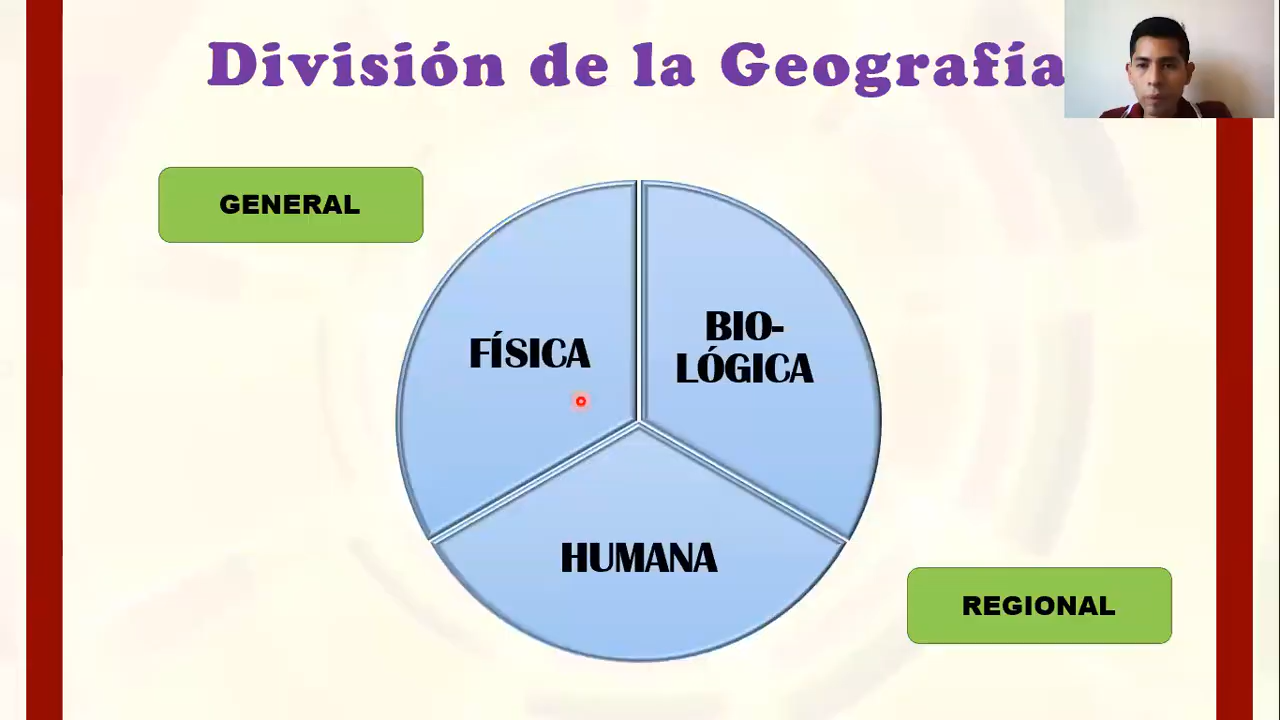 División de la Geografía
GENERAL
FÍSICA
BIO-
LÓGICA
HUMANA
REGIONAL